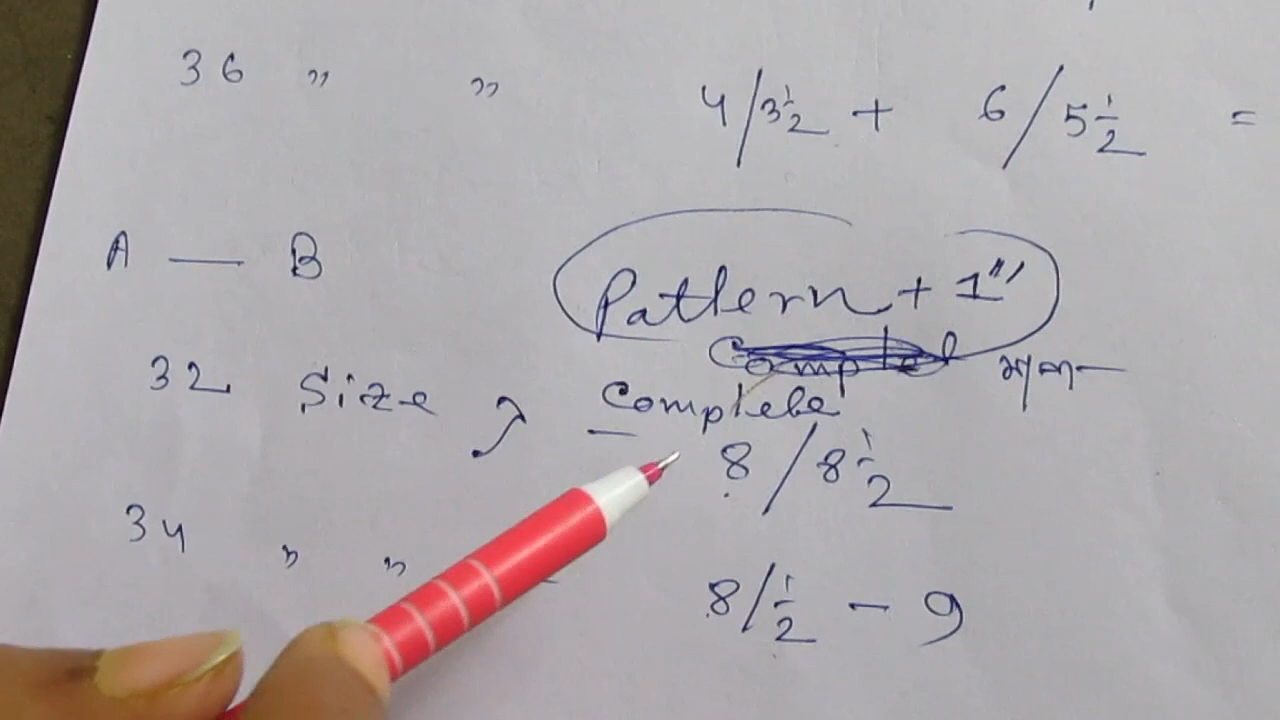 36 " " 4/3½ + 6/5½ =
A — B
Pattern + 1"
32 Size, Complete
8/8½
34 " " 8/½ - 9